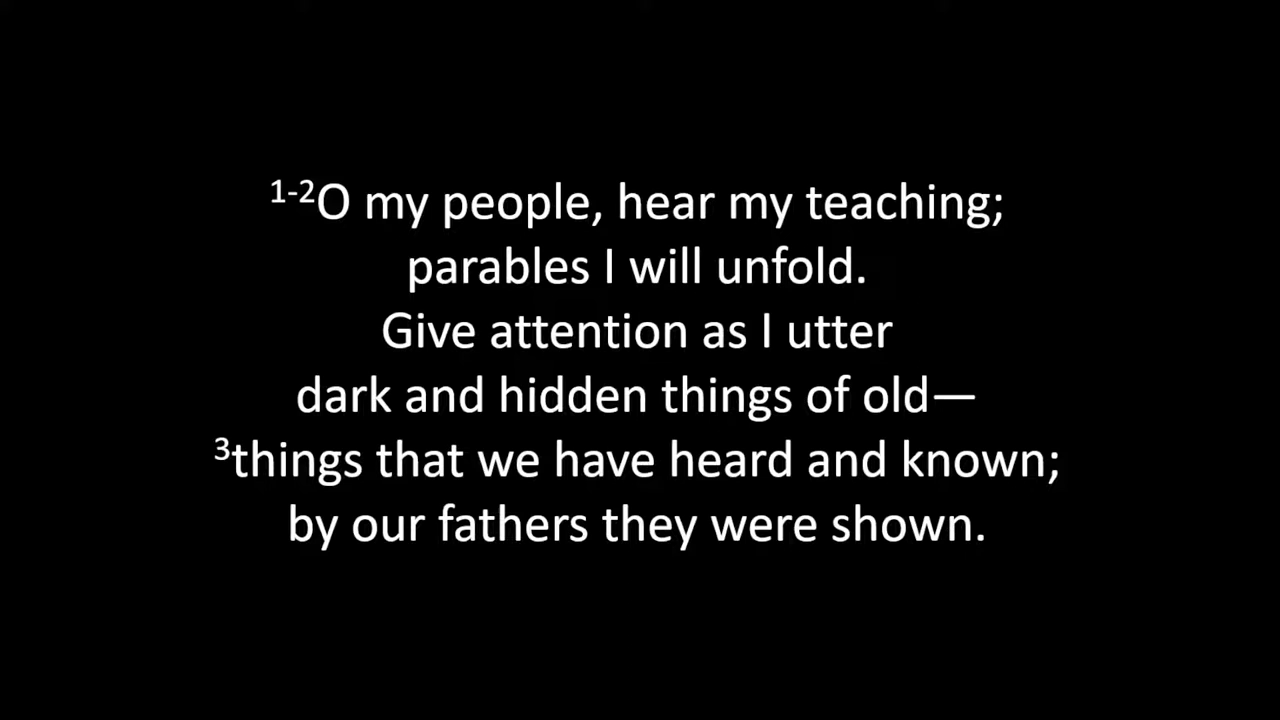 1-2O my people, hear my teaching;
parables I will unfold.
Give attention as I utter
dark and hidden things of old—
3things that we have heard and known;
by our fathers they were shown.